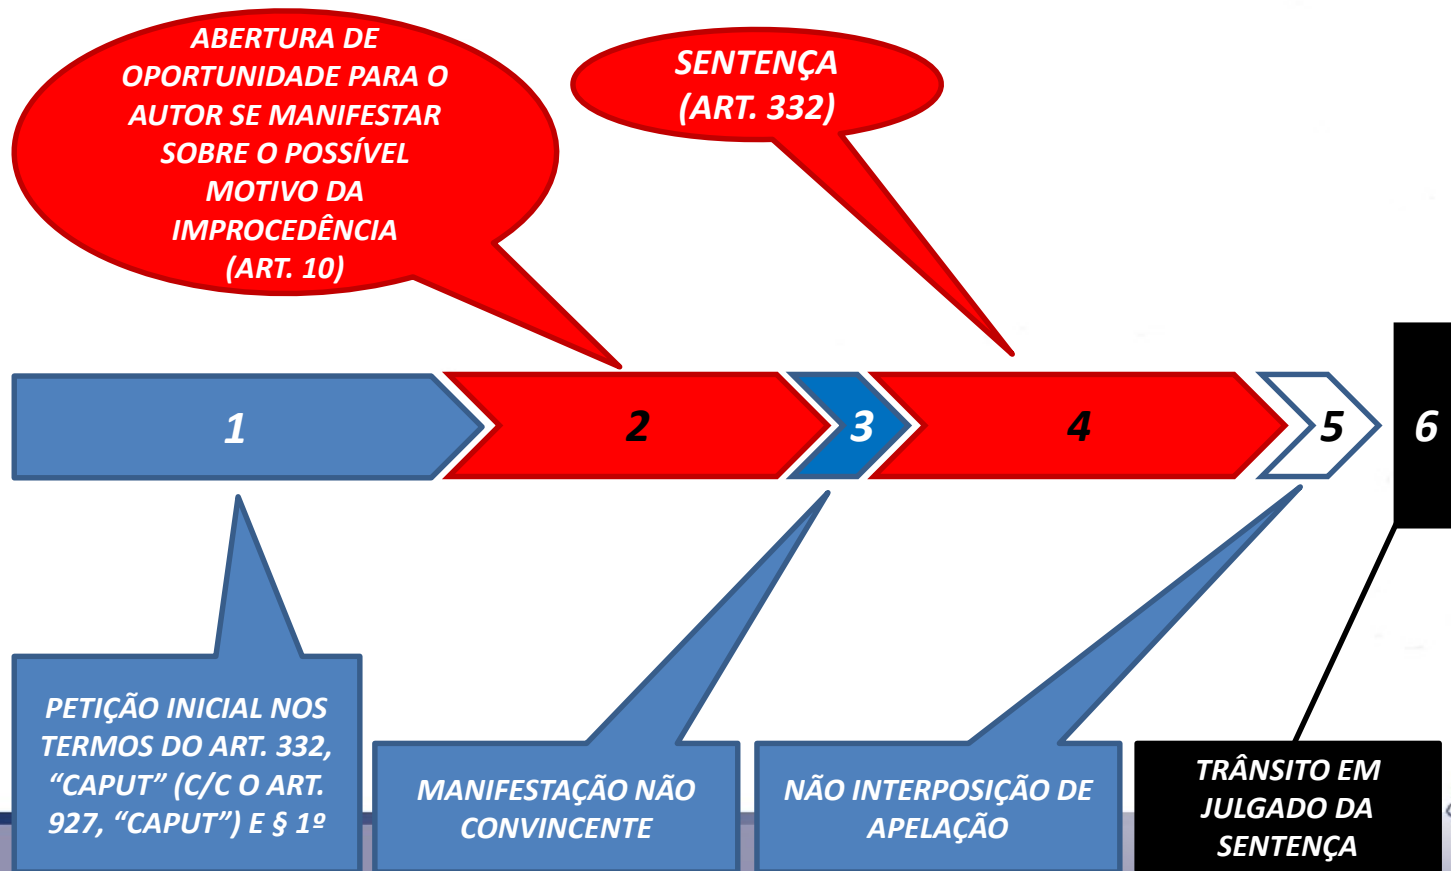 ABERTURA DE
OPORTUNIDADE PARA O
AUTOR SE MANIFESTAR
SOBRE O POSSÍVEL
MOTIVO DA
IMPROCEDÊNCIA
(ART. 10)
SENTENÇA
(ART. 332)
1
2
3
4
5
6
PETIÇÃO INICIAL NOS
TERMOS DO ART. 332,
“CAPUT” (C/C O ART.
927, “CAPUT”) E § 1º
MANIFESTAÇÃO NÃO
CONVINCENTE
NÃO INTERPOSIÇÃO DE
APELAÇÃO
TRÂNSITO EM
JULGADO DA
SENTENÇA